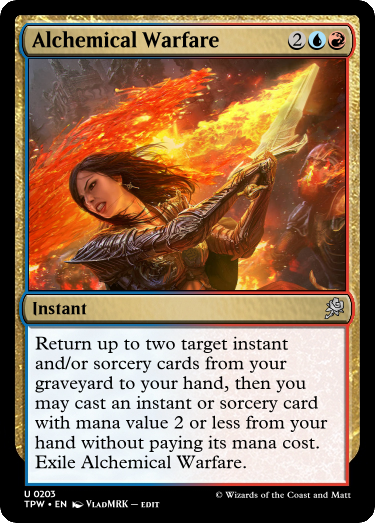 Alchemical Warfare 2
Instant
Return up to two target instant
and/or sorcery cards from your
graveyard to your hand, then you
may cast an instant or sorcery card
with mana value 2 or less from your
hand without paying its mana cost.
Exile Alchemical Warfare.
U 0203
TPW • EN VladMRK — edit
© Wizards of the Coast and Matt